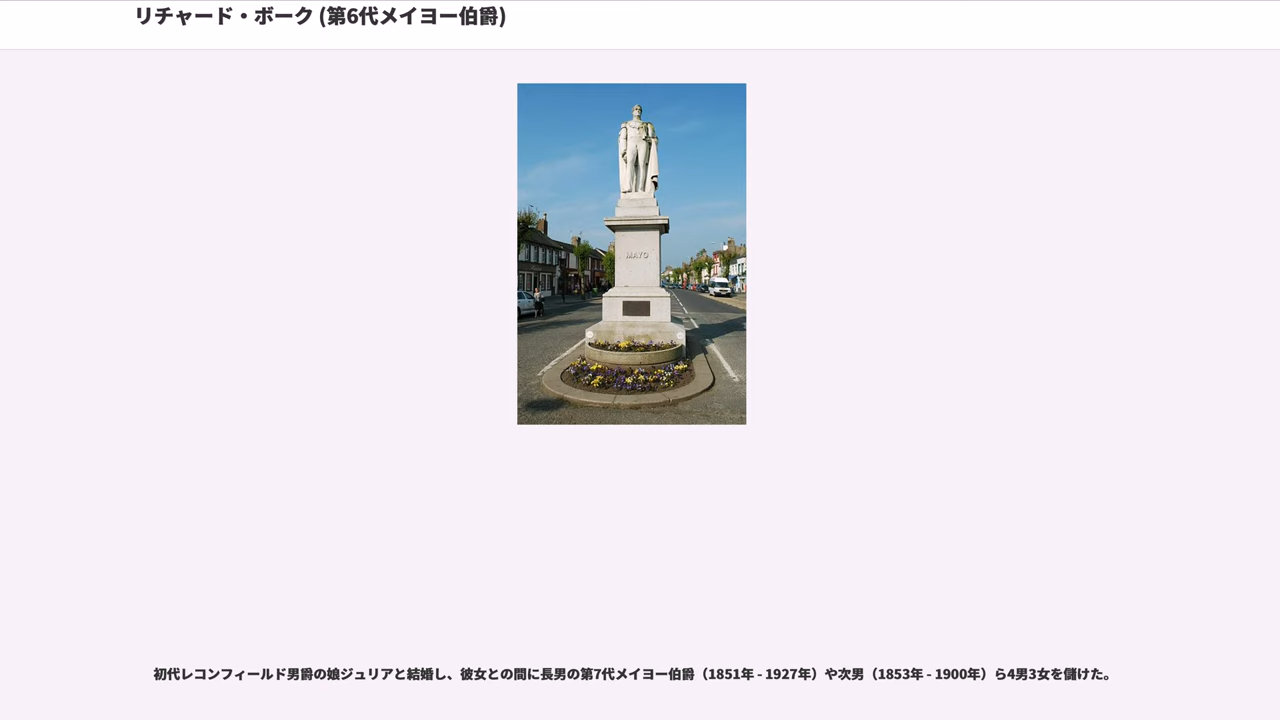 リチャード・ボーク (第6代メイヨー伯爵)
MAYO
初代レコンフィールド男爵の娘ジュリアと結婚し、彼女との間に長男の第7代メイヨー伯爵（1851年 - 1927年）や次男（1853年 - 1900年）ら4男3女を儲けた。